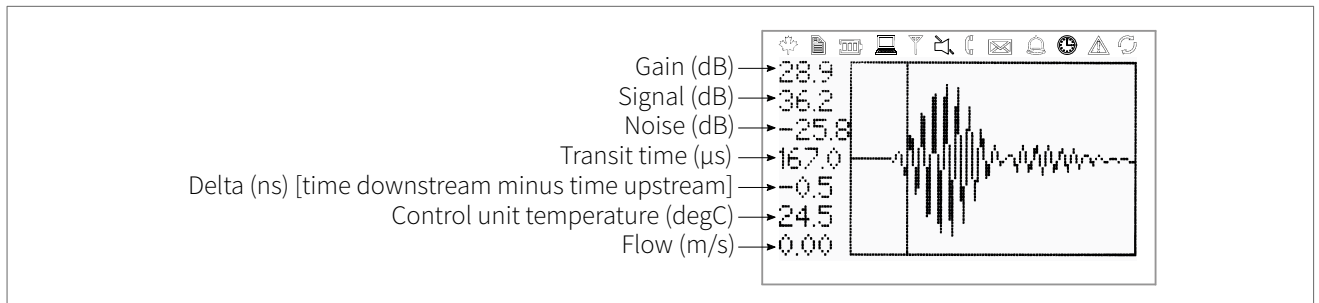 Gain (dB) 28.9
Signal (dB) 36.2
Noise (dB) -25.8
Transit time (µs) 167.0
Delta (ns) [time downstream minus time upstream] -0.5
Control unit temperature (degC) 24.5
Flow (m/s) 0.00